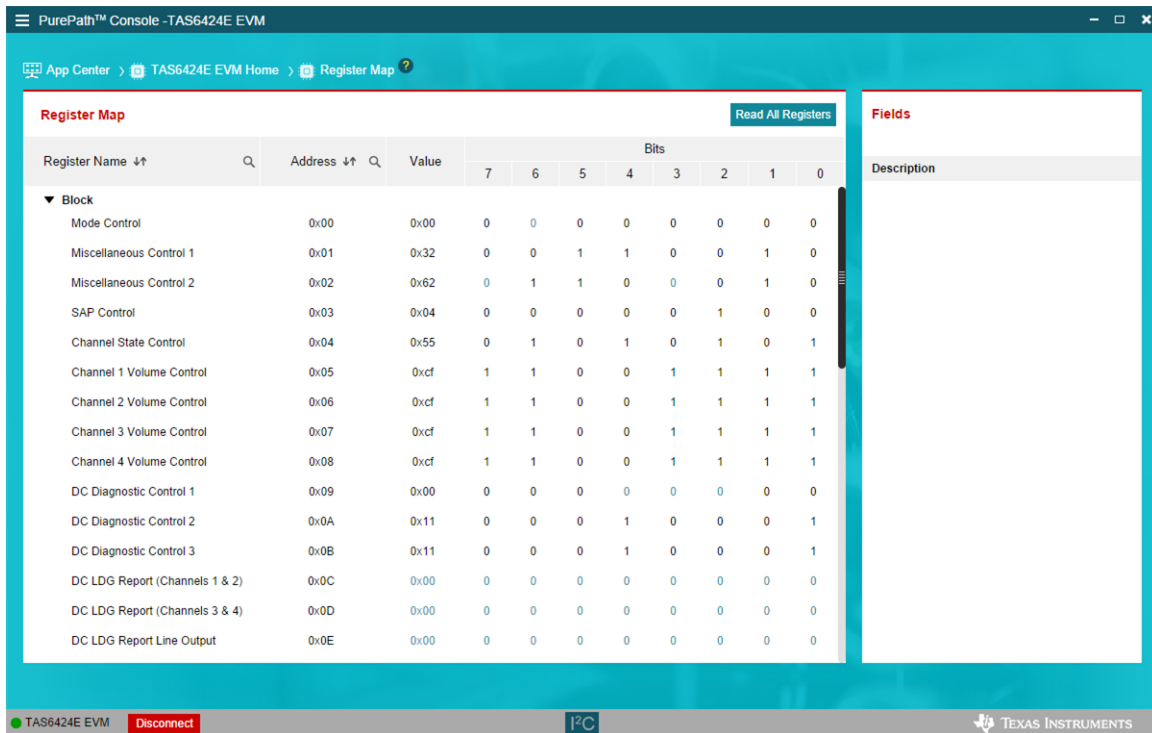 PurePath™ Console -TAS6424E EVM
App Center > TAS6424E EVM Home > Register Map ?
Register Map Read All Registers
Register Name Address Value Bits
7 6 5 4 3 2 1 0
Block
Mode Control 0x00 0x00 0 0 0 0 0 0 0 0
Miscellaneous Control 1 0x01 0x32 0 0 1 1 0 0 1 0
Miscellaneous Control 2 0x02 0x62 0 1 1 0 0 0 1 0
SAP Control 0x03 0x04 0 0 0 0 0 1 0 0
Channel State Control 0x04 0x55 0 1 0 1 0 1 0 1
Channel 1 Volume Control 0x05 0xcf 1 1 0 0 1 1 1 1
Channel 2 Volume Control 0x06 0xcf 1 1 0 0 1 1 1 1
Channel 3 Volume Control 0x07 0xcf 1 1 0 0 1 1 1 1
Channel 4 Volume Control 0x08 0xcf 1 1 0 0 1 1 1 1
DC Diagnostic Control 1 0x09 0x00 0 0 0 0 0 0 0 0
DC Diagnostic Control 2 0x0A 0x11 0 0 0 1 0 0 0 1
DC Diagnostic Control 3 0x0B 0x11 0 0 0 1 0 0 0 1
DC LDG Report (Channels 1 & 2) 0x0C 0x00 0 0 0 0 0 0 0 0
DC LDG Report (Channels 3 & 4) 0x0D 0x00 0 0 0 0 0 0 0 0
DC LDG Report Line Output 0x0E 0x00 0 0 0 0 0 0 0 0
Fields
Description
TAS6424E EVM Disconnect I²C TEXAS INSTRUMENTS